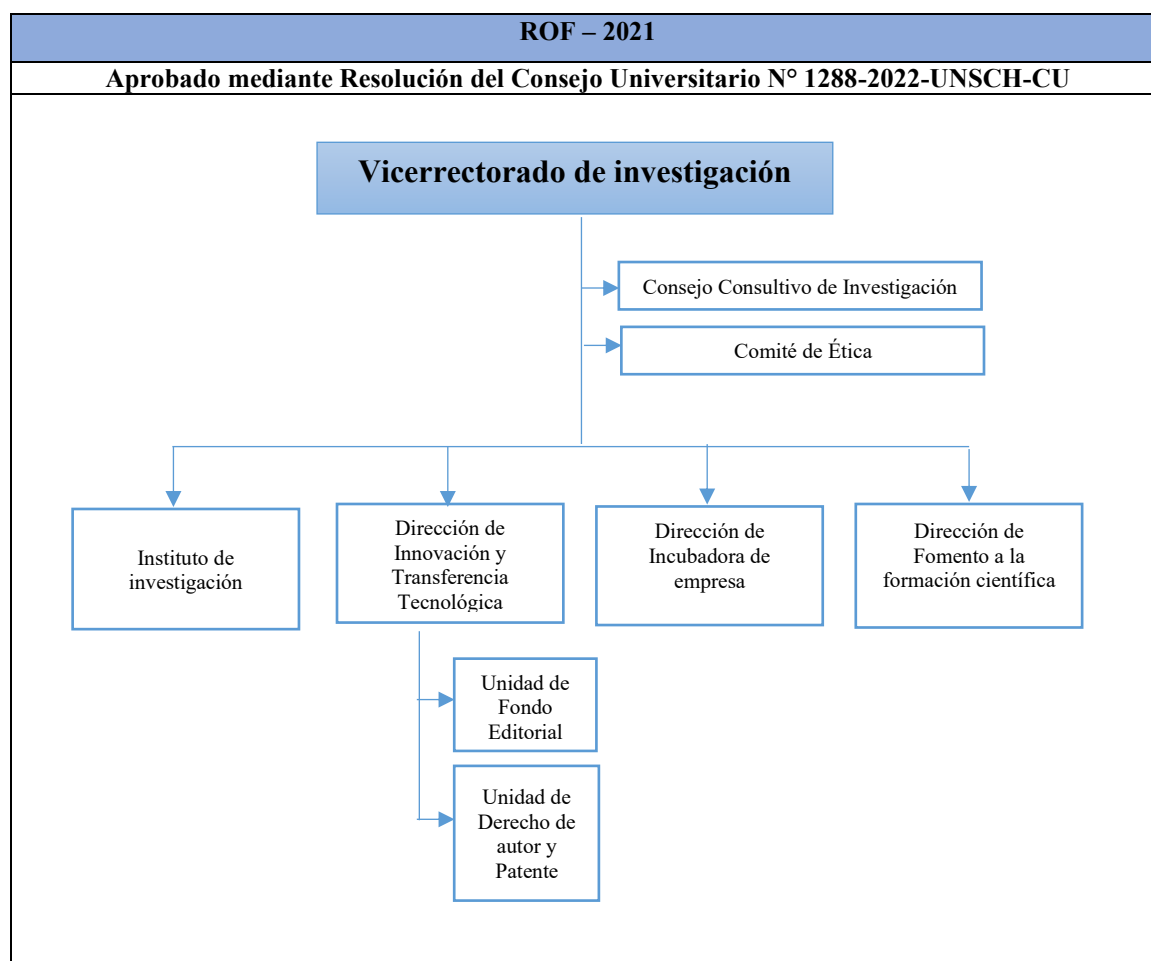 ROF – 2021
Aprobado mediante Resolución del Consejo Universitario N° 1288-2022-UNSCH-CU
Vicerrectorado de investigación
Consejo Consultivo de Investigación
Comité de Ética
Instituto de
investigación
Dirección de
Innovación y
Transferencia
Tecnológica
Dirección de
Incubadora de
empresa
Dirección de
Fomento a la
formación científica
Unidad de
Fondo
Editorial
Unidad de
Derecho de
autor y
Patente